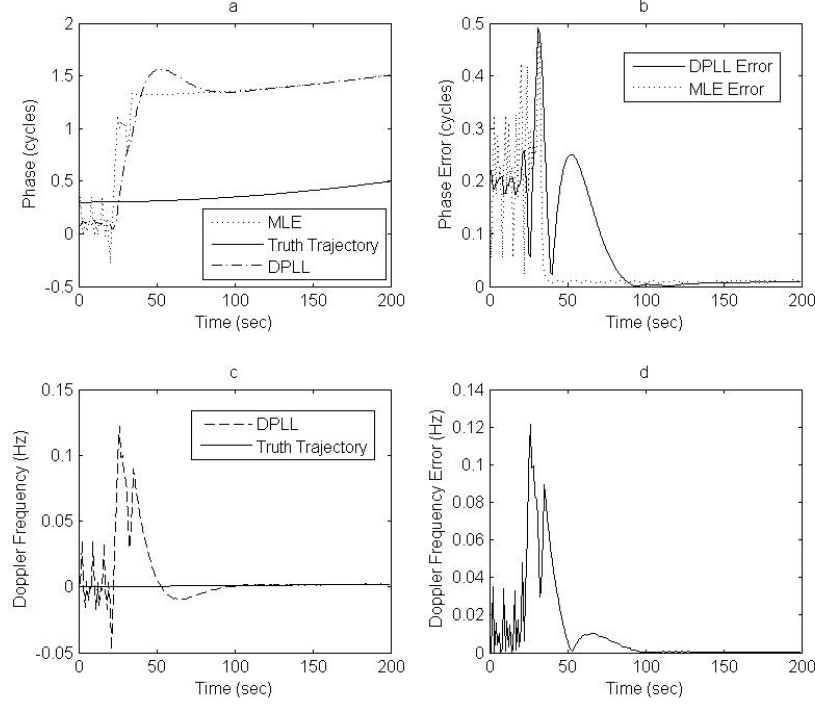 a
2
1.5
1
0.5
0
-0.5
Phase (cycles)
MLE
Truth Trajectory
DPLL
0
50
100
150
200
Time (sec)
b
0.5
0.4
0.3
0.2
0.1
0
Phase Error (cycles)
DPLL Error
MLE Error
0
50
100
150
200
Time (sec)
c
0.15
0.1
0.05
0
-0.05
Doppler Frequency (Hz)
DPLL
Truth Trajectory
0
50
100
150
200
Time (sec)
d
0.14
0.12
0.1
0.08
0.06
0.04
0.02
0
Doppler Frequency Error (Hz)
0
50
100
150
200
Time (sec)